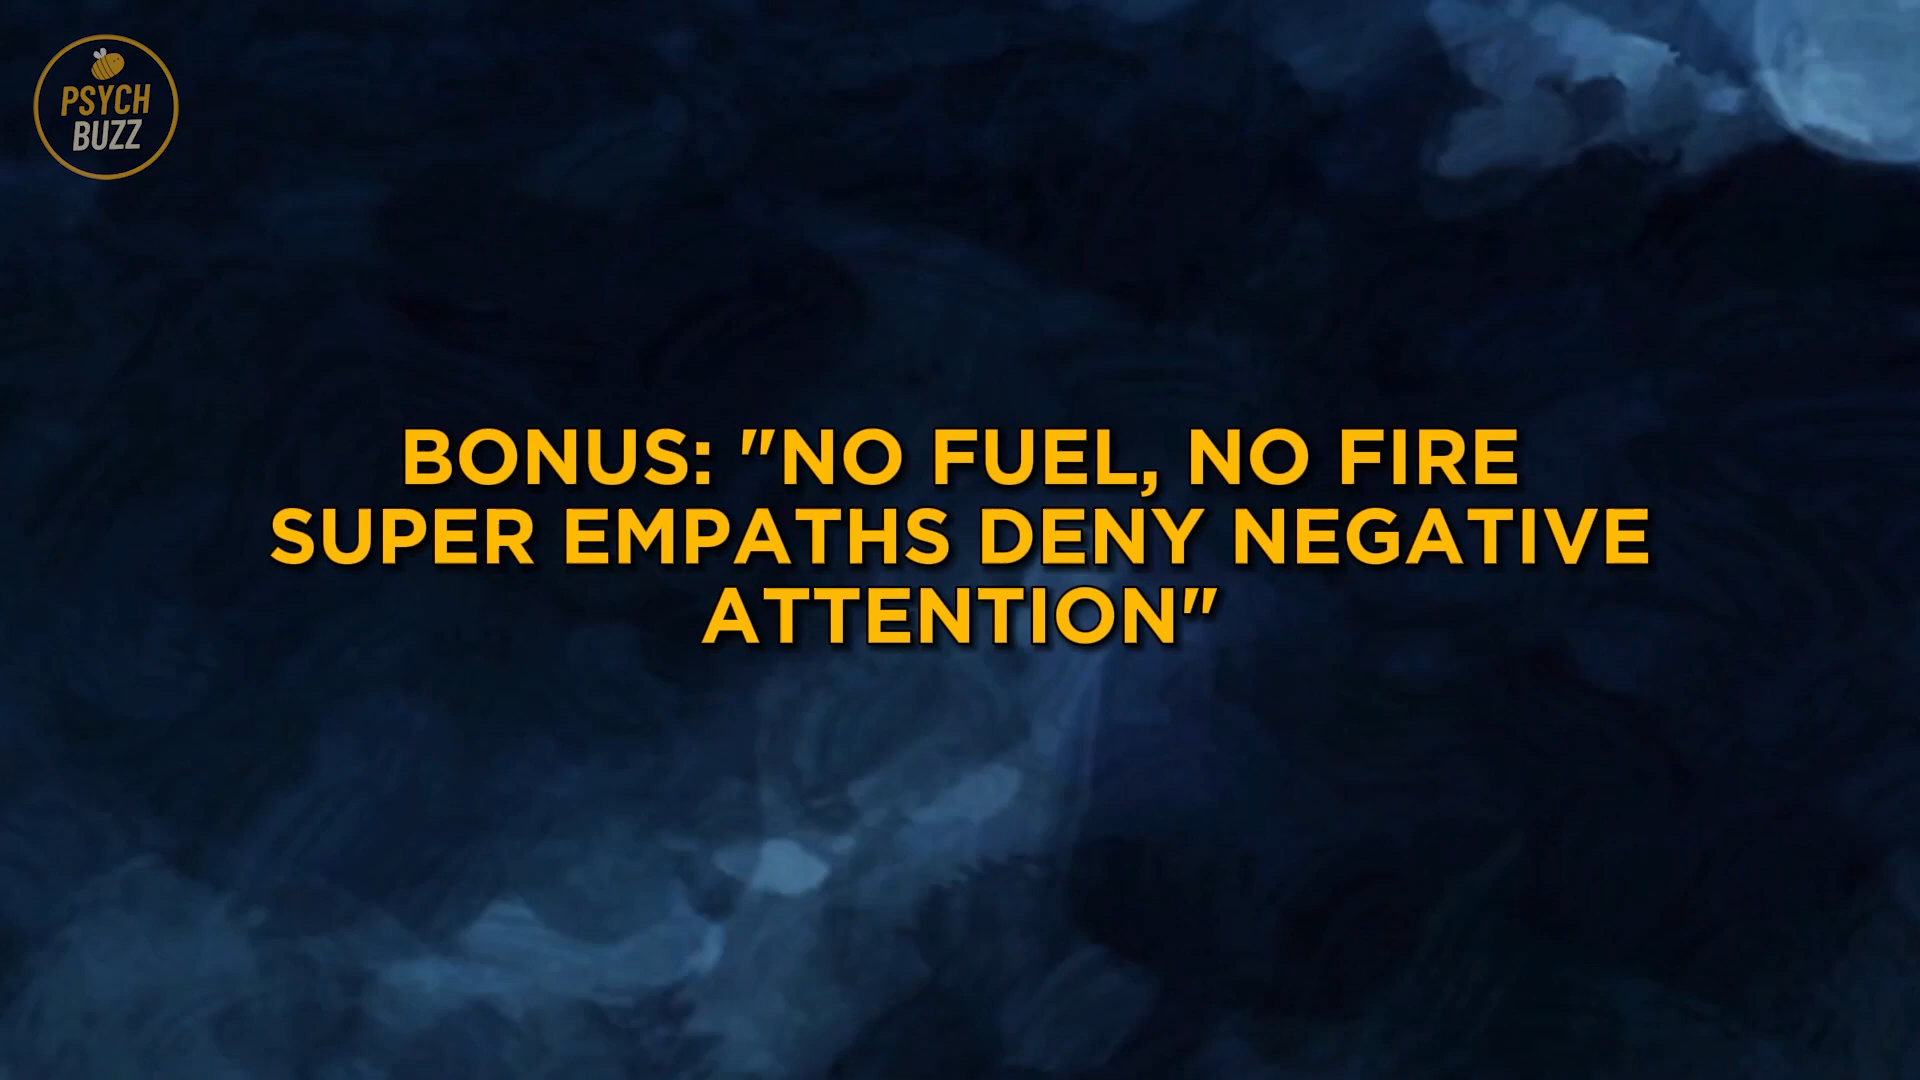 PSYCH
BUZZ
BONUS: "NO FUEL, NO FIRE
SUPER EMPATHS DENY NEGATIVE
ATTENTION"